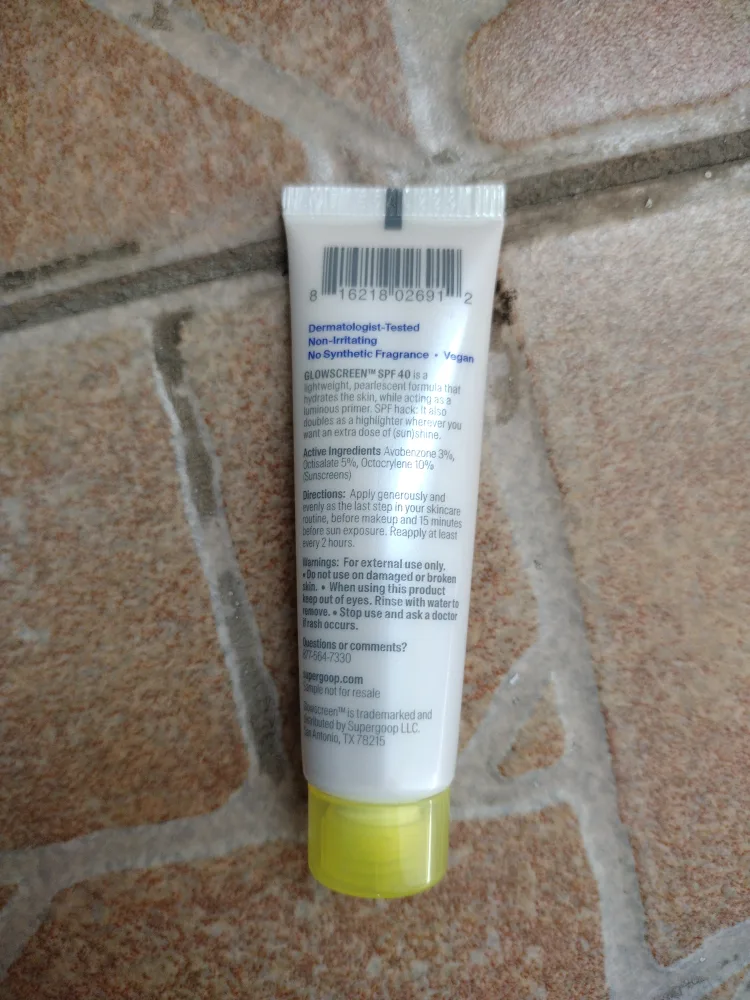 8 16218 02691 2
Dermatologist-Tested
Non-Irritating
No Synthetic Fragrance • Vegan
GLOWSCREEN™ SPF 40 is a
lightweight, pearlescent formula that
hydrates the skin, while acting as a
luminous primer. SPF hack: It also
doubles as a highlighter wherever you
want an extra dose of (sun)shine.
Active Ingredients Avobenzone 3%,
Octisalate 5%, Octocrylene 10%
(Sunscreens)
Directions: Apply generously and
evenly as the last step in your skincare
routine, before makeup and 15 minutes
before sun exposure. Reapply at least
every 2 hours.
Warnings: For external use only.
• Do not use on damaged or broken
skin. • When using this product
keep out of eyes. Rinse with water to
remove. • Stop use and ask a doctor
if rash occurs.
Questions or comments?
877-564-7330
supergoop.com
Sample not for resale
Glowscreen™ is trademarked and
distributed by Supergoop LLC.
San Antonio, TX 78215